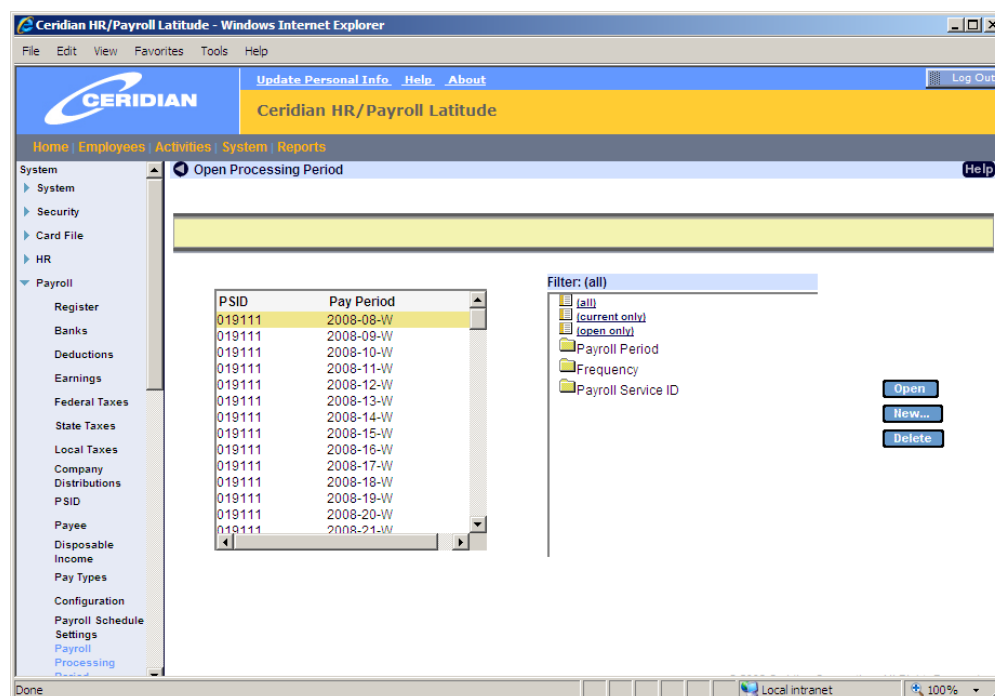 Ceridian HR/Payroll Latitude - Windows Internet Explorer
File Edit View Favorites Tools Help
CERIDIAN
Update Personal Info Help About
Log Out
Ceridian HR/Payroll Latitude
Home | Employees | Activities | System | Reports
System
System
Security
Card File
HR
Payroll
Register
Banks
Deductions
Earnings
Federal Taxes
State Taxes
Local Taxes
Company
Distributions
PSID
Payee
Disposable
Income
Pay Types
Configuration
Payroll Schedule
Settings
Payroll
Processing
Period
Open Processing Period
Help
PSID Pay Period
019111 2008-08-W
019111 2008-09-W
019111 2008-10-W
019111 2008-11-W
019111 2008-12-W
019111 2008-13-W
019111 2008-14-W
019111 2008-15-W
019111 2008-16-W
019111 2008-17-W
019111 2008-18-W
019111 2008-19-W
019111 2008-20-W
019111 2008-21-W
Filter: (all)
(all)
(current only)
(open only)
Payroll Period
Frequency
Payroll Service ID
Open
New...
Delete
Done
Local intranet
100%